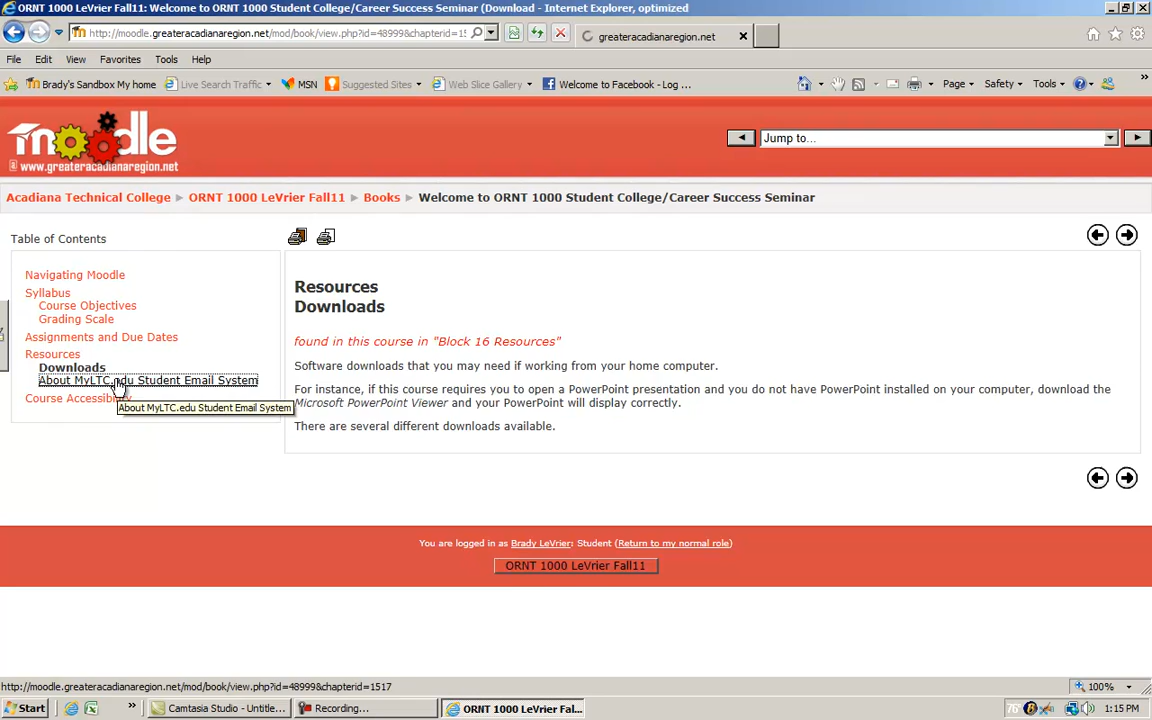 ORNT 1000 LeVrier Fall11: Welcome to ORNT 1000 Student College/Career Success Seminar (Download - Internet Explorer, optimized
http://moodle.greateracadianaregion.net/mod/book/view.php?id=48999&chapterid=15
greateracadianaregion.net
File Edit View Favorites Tools Help
Brady's Sandbox My home Live Search Traffic MSN Suggested Sites Web Slice Gallery Welcome to Facebook - Log ... Page Safety Tools
moodle
www.greateracadianaregion.net
Jump to...
Acadiana Technical College ► ORNT 1000 LeVrier Fall11 ► Books ► Welcome to ORNT 1000 Student College/Career Success Seminar
Table of Contents
Navigating Moodle
Syllabus
Course Objectives
Grading Scale
Assignments and Due Dates
Resources
Downloads
About MyLTC.edu Student Email System
Course Accessibility
About MyLTC.edu Student Email System
Resources
Downloads
found in this course in "Block 16 Resources"
Software downloads that you may need if working from your home computer.
For instance, if this course requires you to open a PowerPoint presentation and you do not have PowerPoint installed on your computer, download the
Microsoft PowerPoint Viewer and your PowerPoint will display correctly.
There are several different downloads available.
You are logged in as Brady LeVrier: Student (Return to my normal role)
ORNT 1000 LeVrier Fall11
http://moodle.greateracadianaregion.net/mod/book/view.php?id=48999&chapterid=1517
100%
Start Camtasia Studio - Untitle... Recording... ORNT 1000 LeVrier Fal... 76° 1:15 PM